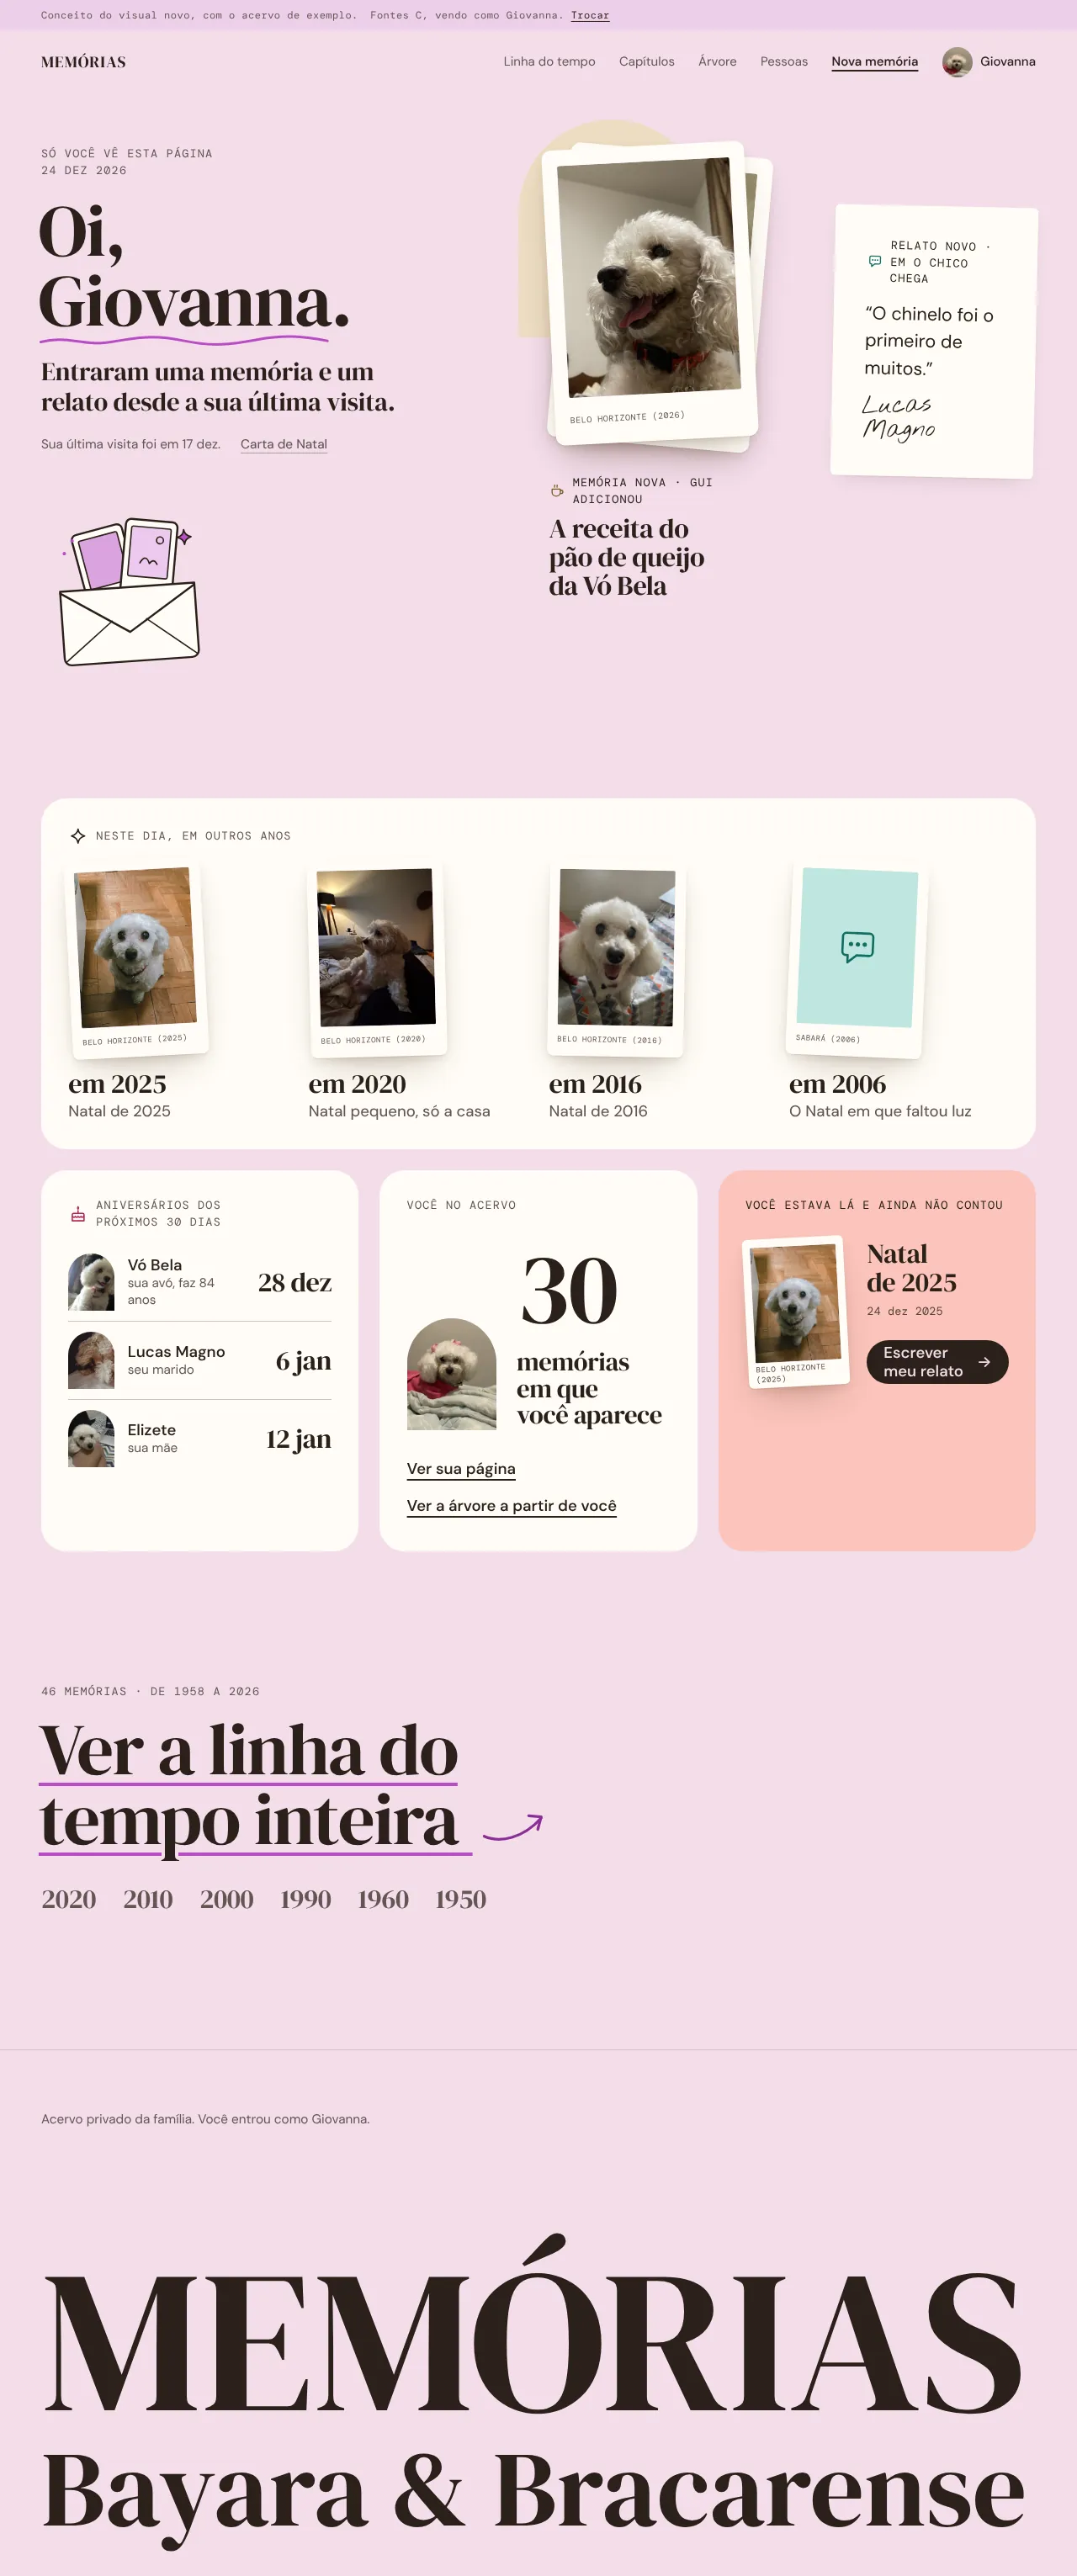 Conceito do visual novo, com o acervo de exemplo. Fontes C, vendo como Giovanna. Trocar
MEMÓRIAS
Linha do tempo Capítulos Árvore Pessoas Nova memória Giovanna
SÓ VOCÊ VÊ ESTA PÁGINA
24 DEZ 2026
Oi,
Giovanna.
Entraram uma memória e um
relato desde a sua última visita.
Sua última visita foi em 17 dez. Carta de Natal
BELO HORIZONTE (2026)
MEMÓRIA NOVA · GUI
ADICIONOU
A receita do
pão de queijo
da Vó Bela
RELATO NOVO ·
EM O CHICO
CHEGA
“O chinelo foi o
primeiro de
muitos.”
Lucas
Magno
NESTE DIA, EM OUTROS ANOS
BELO HORIZONTE (2025)
em 2025
Natal de 2025
BELO HORIZONTE (2020)
em 2020
Natal pequeno, só a casa
BELO HORIZONTE (2016)
em 2016
Natal de 2016
SABARÁ (2006)
em 2006
O Natal em que faltou luz
ANIVERSÁRIOS DOS
PRÓXIMOS 30 DIAS
Vó Bela
sua avó, faz 84
anos
28 dez
Lucas Magno
seu marido
6 jan
Elizete
sua mãe
12 jan
VOCÊ NO ACERVO
30
memórias
em que
você aparece
Ver sua página
Ver a árvore a partir de você
VOCÊ ESTAVA LÁ E AINDA NÃO CONTOU
BELO HORIZONTE
(2025)
Natal
de 2025
24 dez 2025
Escrever
meu relato →
46 MEMÓRIAS · DE 1958 A 2026
Ver a linha do
tempo inteira
2020 2010 2000 1990 1960 1950
Acervo privado da família. Você entrou como Giovanna.
MEMÓRIAS
Bayara & Bracarense